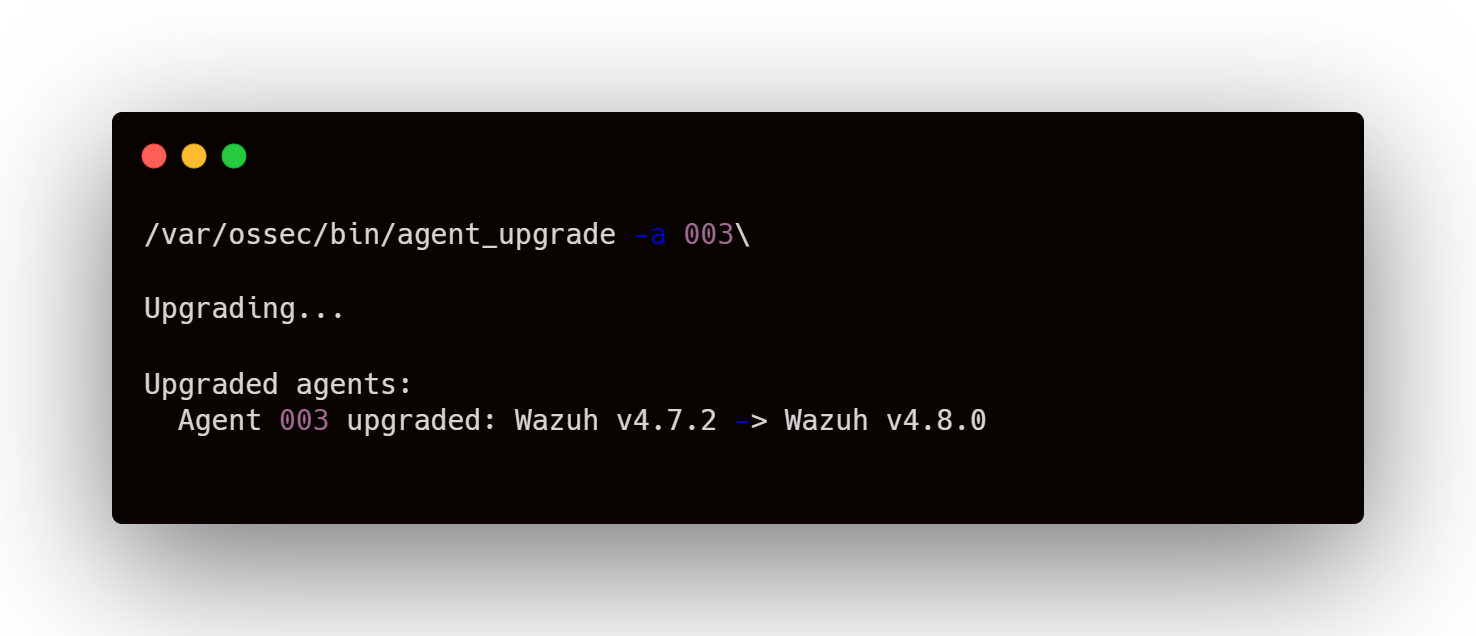 /var/ossec/bin/agent_upgrade -a 003\
Upgrading...
Upgraded agents:
  Agent 003 upgraded: Wazuh v4.7.2 -> Wazuh v4.8.0